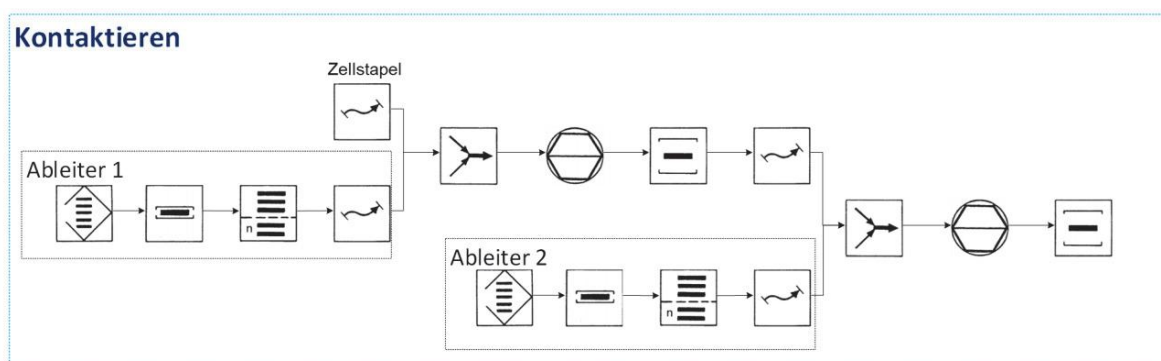 Kontaktieren
Zellstapel
Ableiter 1
n
Ableiter 2
n